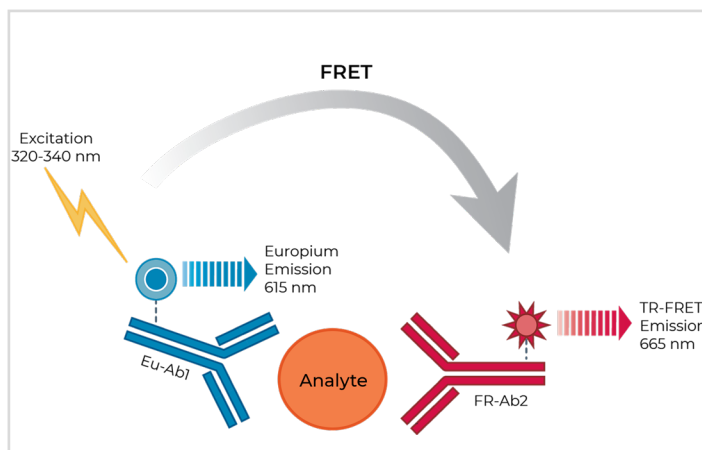 FRET
Excitation
320-340 nm
Europium
Emission
615 nm
TR-FRET
Emission
665 nm
Eu-Ab1
Analyte
FR-Ab2